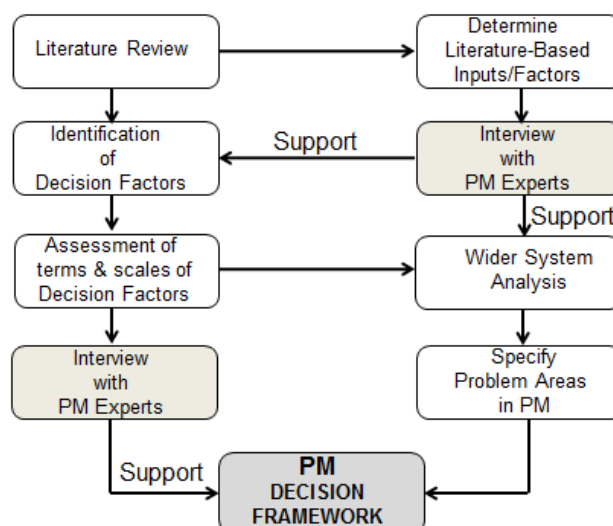 Literature Review
Determine
Literature-Based
Inputs/Factors
Identification
of
Decision Factors
Support
Interview
with
PM Experts
Support
Assessment of
terms & scales of
Decision Factors
Wider System
Analysis
Interview
with
PM Experts
Specify
Problem Areas
in PM
Support
PM
DECISION
FRAMEWORK